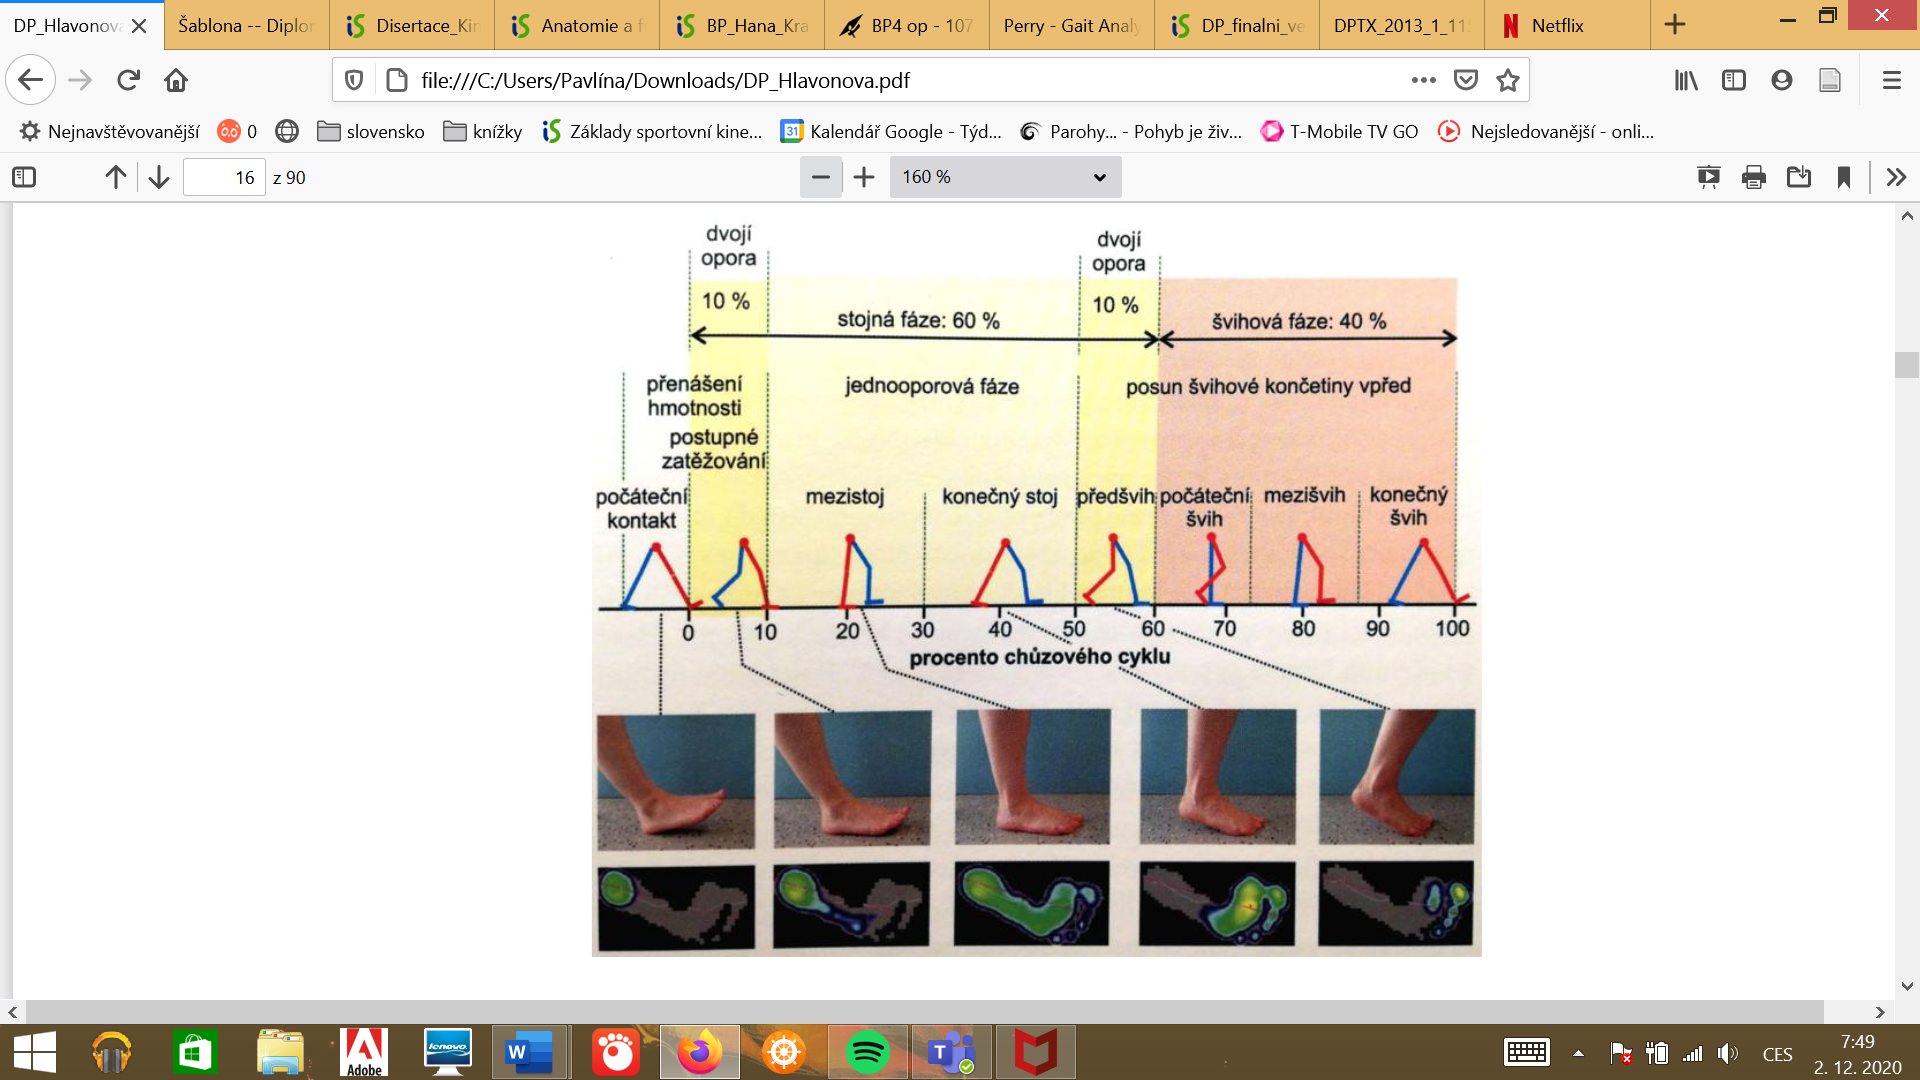 DP_Hlavonova
Šablona -- Diplon
Disertace_Kin
Anatomie a f
BP_Hana_Kra
BP4 op - 107
Perry - Gait Analy
DP_finalni_ve
DPTX_2013_1_11
Netflix
file:///C:/Users/Pavlína/Downloads/DP_Hlavonova.pdf
Nejnavštěvovanější
0
slovensko
knížky
Základy sportovní kine...
31
Kalendář Google - Týd...
Parohy... - Pohyb je živ...
T-Mobile TV GO
Nejsledovanější - onli...
16 z 90
160 %
dvojí
opora
dvojí
opora
10 %
10 %
stojná fáze: 60 %
švihová fáze: 40 %
přenášení
hmotnosti
jednooporová fáze
posun švihové končetiny vpřed
postupné
zatěžování
počáteční
kontakt
mezistoj
konečný stoj
předšvih
počáteční
švih
mezišvih
konečný
švih
0 10 20 30 40 50 60 70 80 90 100
procento chůzového cyklu
Adobe
lenovo
W
T
CES
7:49
2. 12. 2020